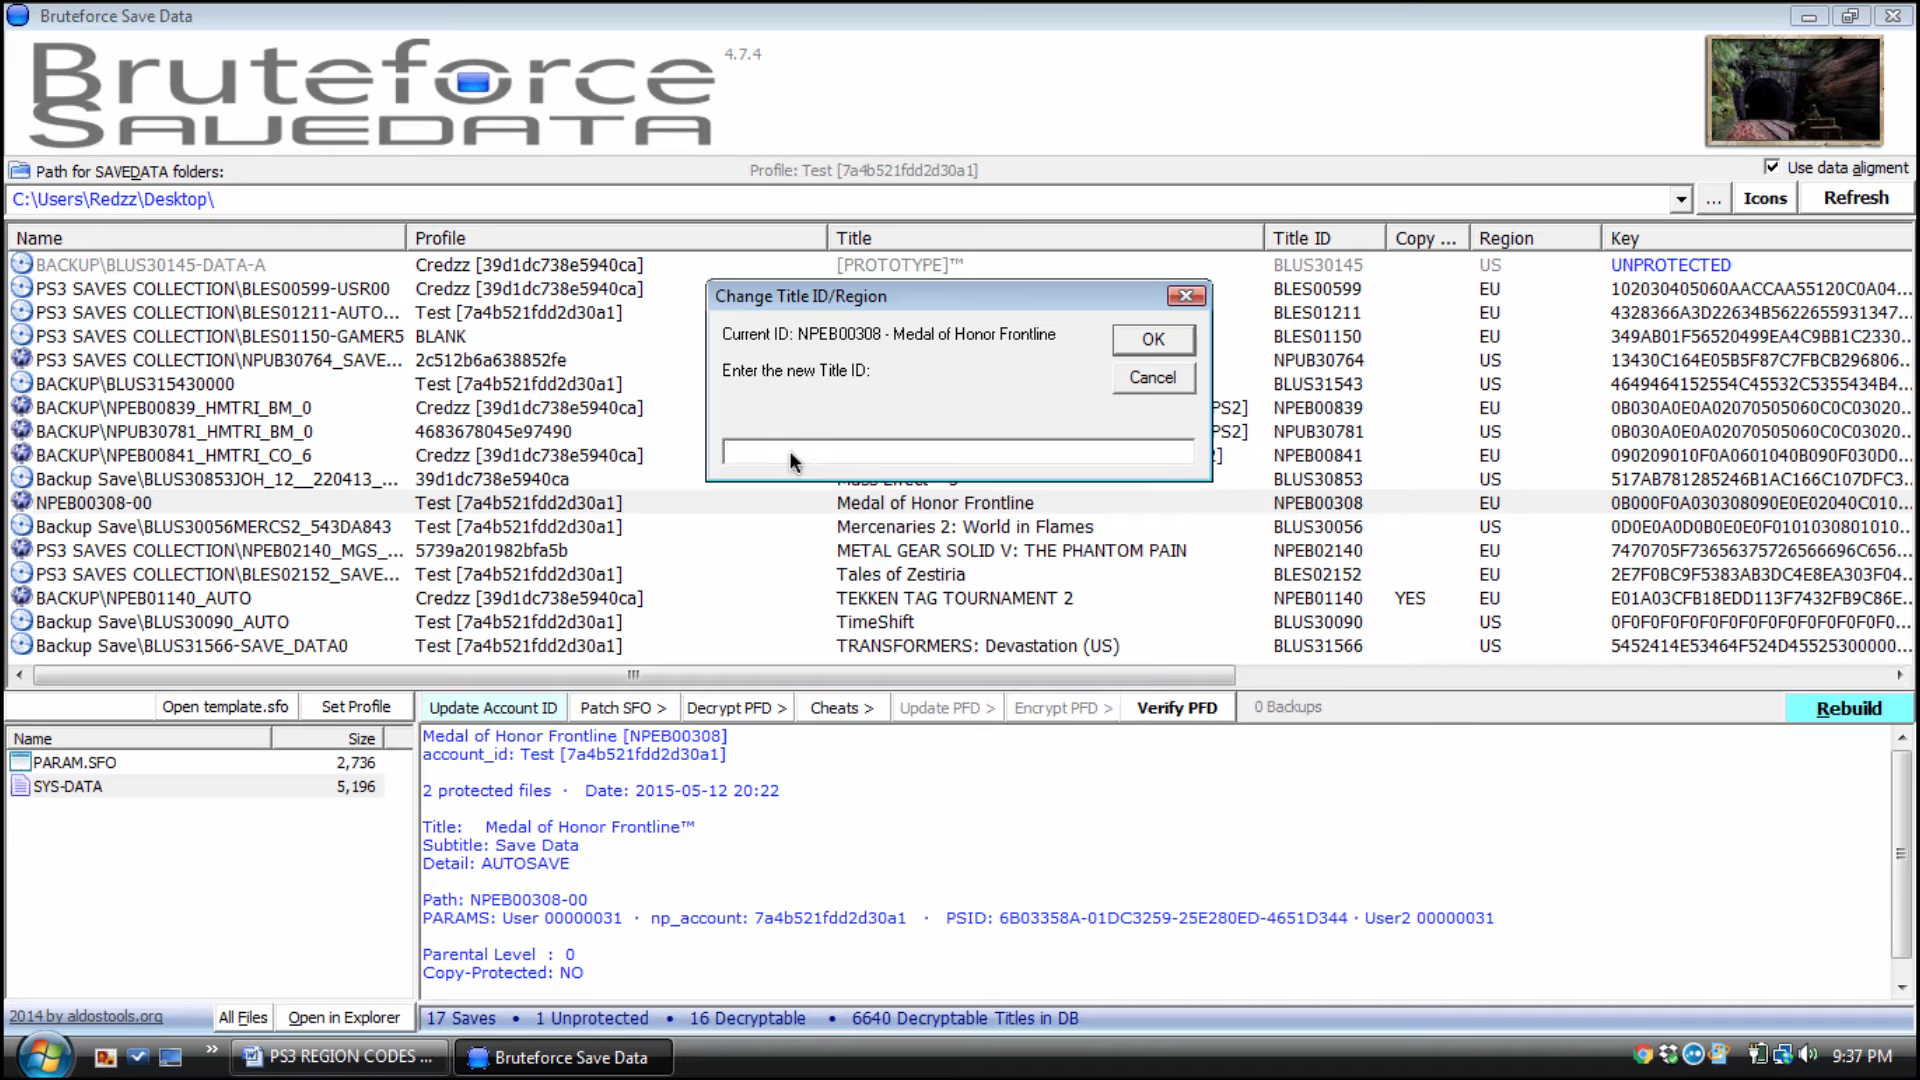 Bruteforce Save Data
Bruteforce
SAVEDATA
4.7.4
Path for SAVEDATA folders:
Profile: Test [7a4b521fdd2d30a1]
Use data aligment
C:\Users\Redzz\Desktop\
...
Icons
Refresh
Name Profile Title Title ID Copy ... Region Key
BACKUP\BLUS30145-DATA-A Credzz [39d1dc738e5940ca] [PROTOTYPE]™ BLUS30145 US UNPROTECTED
PS3 SAVES COLLECTION\BLES00599-USR00 Credzz [39d1dc738e5940ca] BLES00599 EU 102030405060AACCAA55120C0A04...
PS3 SAVES COLLECTION\BLES01211-AUTO... Test [7a4b521fdd2d30a1] BLES01211 EU 4328366A3D22634B5622655931347...
PS3 SAVES COLLECTION\BLES01150-GAMER5 BLANK BLES01150 EU 349AB01F56520499EA4C9BB1C2330...
PS3 SAVES COLLECTION\NPUB30764_SAVE... 2c512b6a638852fe NPUB30764 US 13430C164E05B5F87C7FBCB296806...
BACKUP\BLUS315430000 Test [7a4b521fdd2d30a1] BLUS31543 US 4649464152554C45532C5355434B4...
BACKUP\NPEB00839_HMTRI_BM_0 Credzz [39d1dc738e5940ca] PS2] NPEB00839 EU 0B030A0E0A02070505060C0C03020...
BACKUP\NPUB30781_HMTRI_BM_0 4683678045e97490 PS2] NPUB30781 US 0B030A0E0A02070505060C0C03020...
BACKUP\NPEB00841_HMTRI_CO_6 Credzz [39d1dc738e5940ca] ] NPEB00841 EU 090209010F0A0601040B090F030D0...
Backup Save\BLUS30853JOH_12__220413_... 39d1dc738e5940ca BLUS30853 US 517AB781285246B1AC166C107DFC3...
NPEB00308-00 Test [7a4b521fdd2d30a1] Medal of Honor Frontline NPEB00308 EU 0B000F0A030308090E0E02040C010...
Backup Save\BLUS30056MERCS2_543DA843 Test [7a4b521fdd2d30a1] Mercenaries 2: World in Flames BLUS30056 US 0D0E0A0D0B0E0E0F0101030801010...
PS3 SAVES COLLECTION\NPEB02140_MGS_... 5739a201982bfa5b METAL GEAR SOLID V: THE PHANTOM PAIN NPEB02140 EU 7470705F73656375726566696C656...
PS3 SAVES COLLECTION\BLES02152_SAVE... Test [7a4b521fdd2d30a1] Tales of Zestiria BLES02152 EU 2E7F0BC9F5383AB3DC4E8EA303F04...
BACKUP\NPEB01140_AUTO Credzz [39d1dc738e5940ca] TEKKEN TAG TOURNAMENT 2 NPEB01140 YES EU E01A03CFB18EDD113F7432FB9C86E...
Backup Save\BLUS30090_AUTO Test [7a4b521fdd2d30a1] TimeShift BLUS30090 US 0F0F0F0F0F0F0F0F0F0F0F0F0F0F0...
Backup Save\BLUS31566-SAVE_DATA0 Test [7a4b521fdd2d30a1] TRANSFORMERS: Devastation (US) BLUS31566 US 5452414E53464F524D45525300000...
Change Title ID/Region
Current ID: NPEB00308 - Medal of Honor Frontline
Enter the new Title ID:
OK
Cancel
Open template.sfo Set Profile Update Account ID Patch SFO > Decrypt PFD > Cheats > Update PFD > Encrypt PFD > Verify PFD 0 Backups Rebuild
Name Size
PARAM.SFO 2,736
SYS-DATA 5,196
Medal of Honor Frontline [NPEB00308]
account_id: Test [7a4b521fdd2d30a1]
2 protected files · Date: 2015-05-12 20:22
Title: Medal of Honor Frontline™
Subtitle: Save Data
Detail: AUTOSAVE
Path: NPEB00308-00
PARAMS: User 00000031 · np_account: 7a4b521fdd2d30a1 · PSID: 6B03358A-01DC3259-25E280ED-4651D344 · User2 00000031
Parental Level : 0
Copy-Protected: NO
2014 by aldostools.org All Files Open in Explorer 17 Saves • 1 Unprotected • 16 Decryptable • 6640 Decryptable Titles in DB
» PS3 REGION CODES ... Bruteforce Save Data 9:37 PM